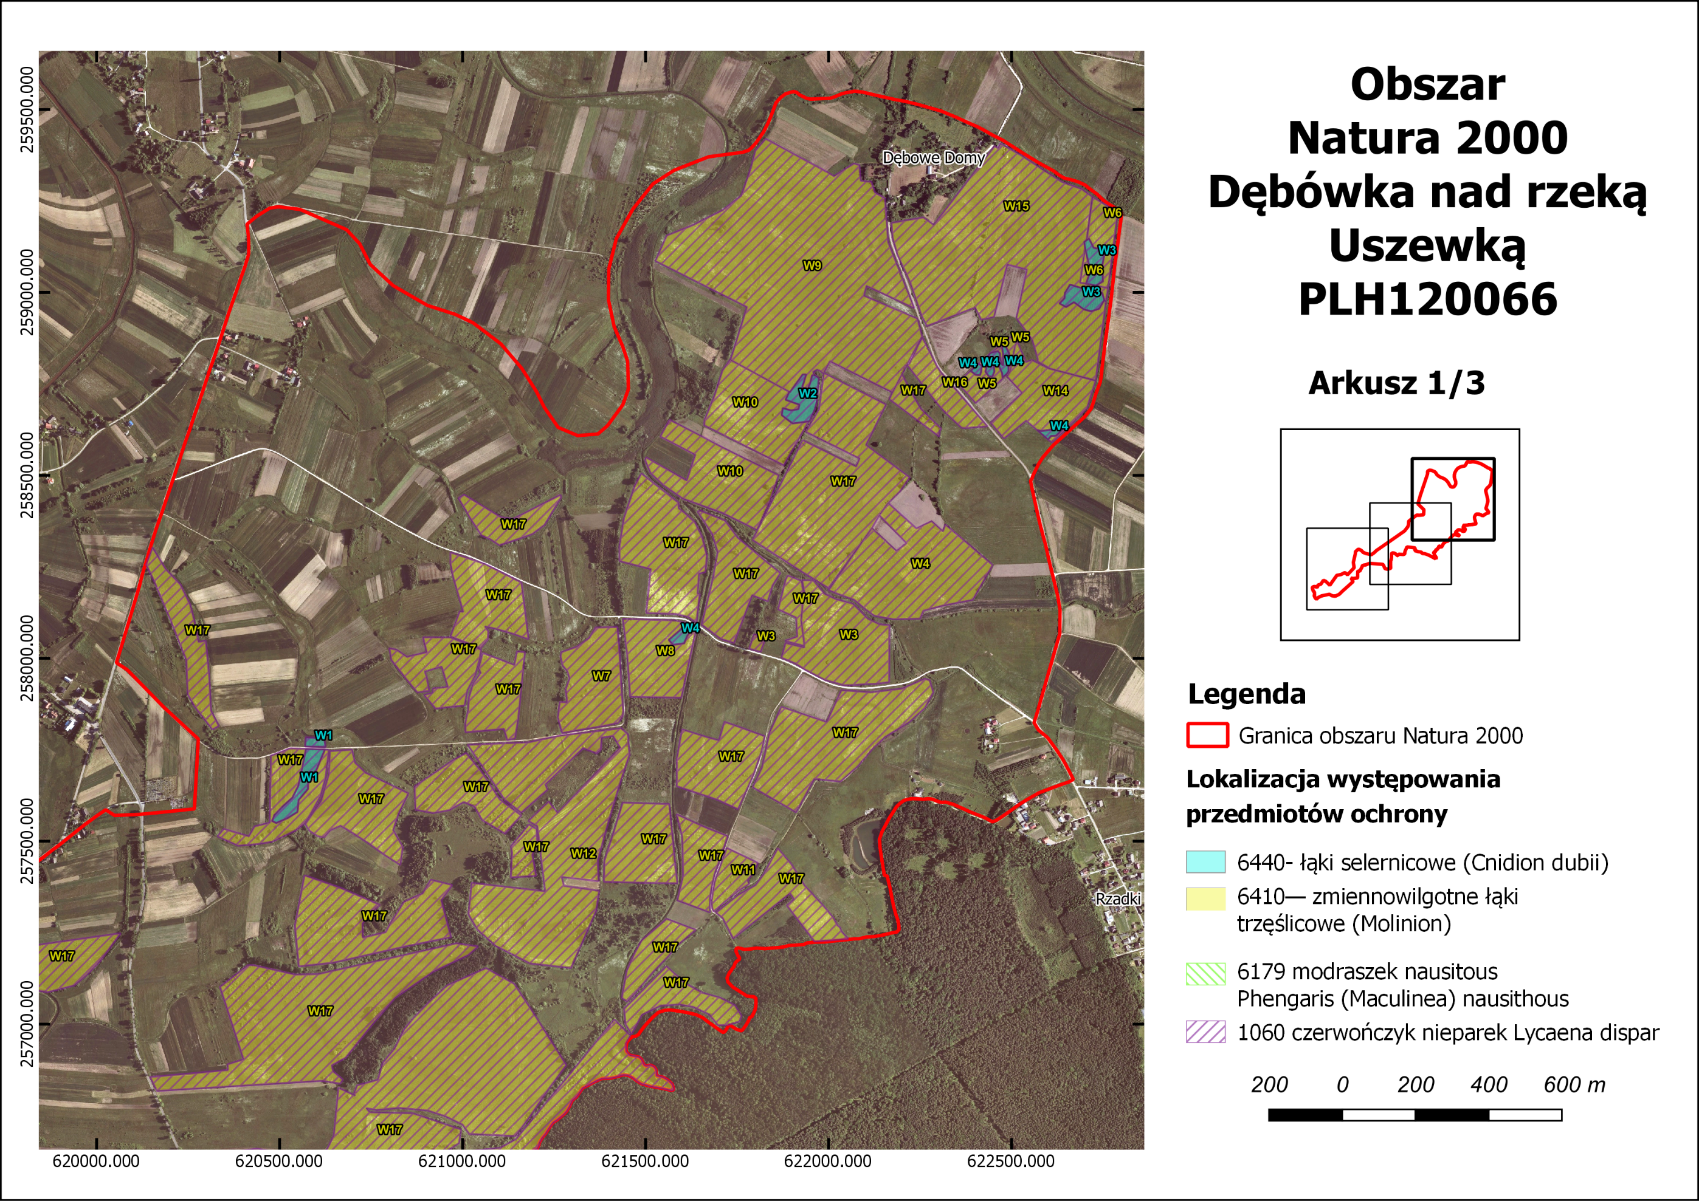 Obszar
Natura 2000
Dębówka nad rzeką
Uszewką
PLH120066
Arkusz 1/3
Legenda
Granica obszaru Natura 2000
Lokalizacja występowania
przedmiotów ochrony
6440- łąki selernicowe (Cnidion dubii)
6410— zmiennowilgotne łąki
trzęślicowe (Molinion)
6179 modraszek nausitous
Phengaris (Maculinea) nausithous
1060 czerwończyk nieparek Lycaena dispar
200 0 200 400 600 m
259500.000
259000.000
258500.000
258000.000
257500.000
257000.000
620000.000 620500.000 621000.000 621500.000 622000.000 622500.000
Dębowe Domy
W15
W6
W3
W9
W6
W3
W5
W5
W4
W4
W4
W16
W5
W17
W14
W2
W10
W4
W10
W17
W17
W17
W4
W17
W17
W17
W3
W3
W17
W4
W8
W17
W7
W17
W17
W1
W17
W17
W1
W17
W17
W17
W17
W12
W17
W11
W17
Rzadki
W17
W17
W17
W17
W17
W17